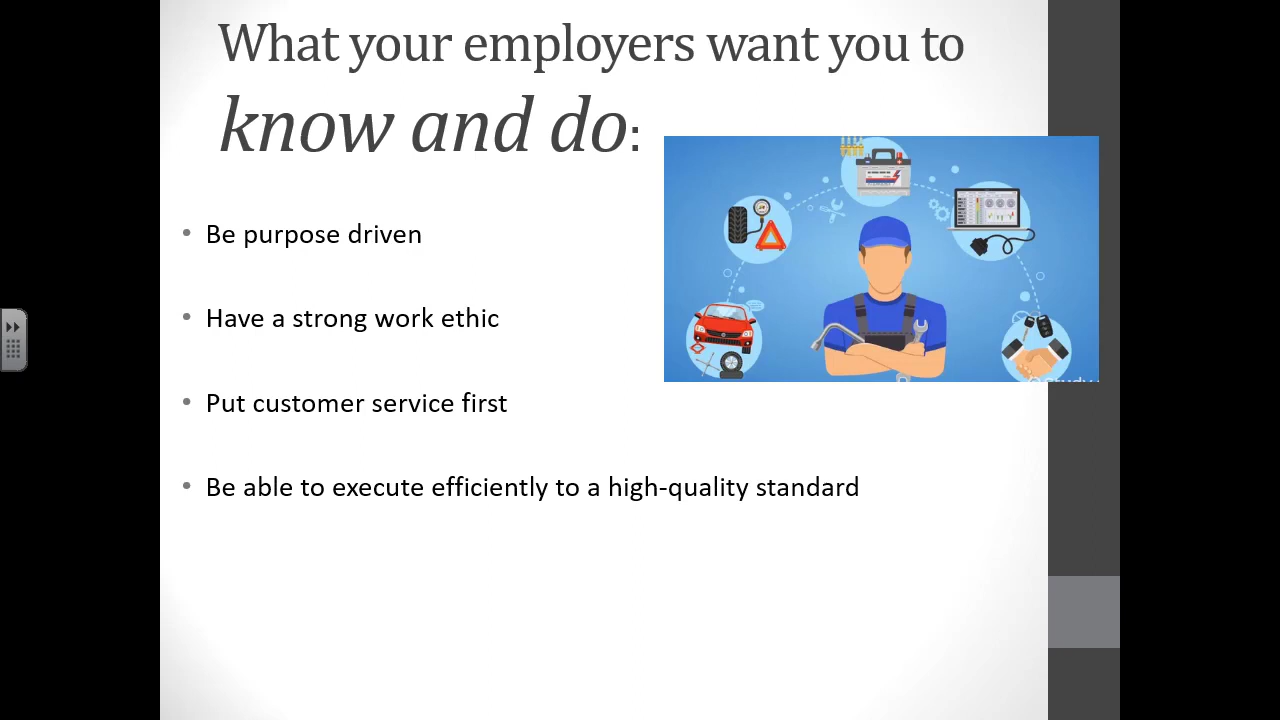 What your employers want you to
know and do:
Be purpose driven
Have a strong work ethic
Put customer service first
Be able to execute efficiently to a high-quality standard